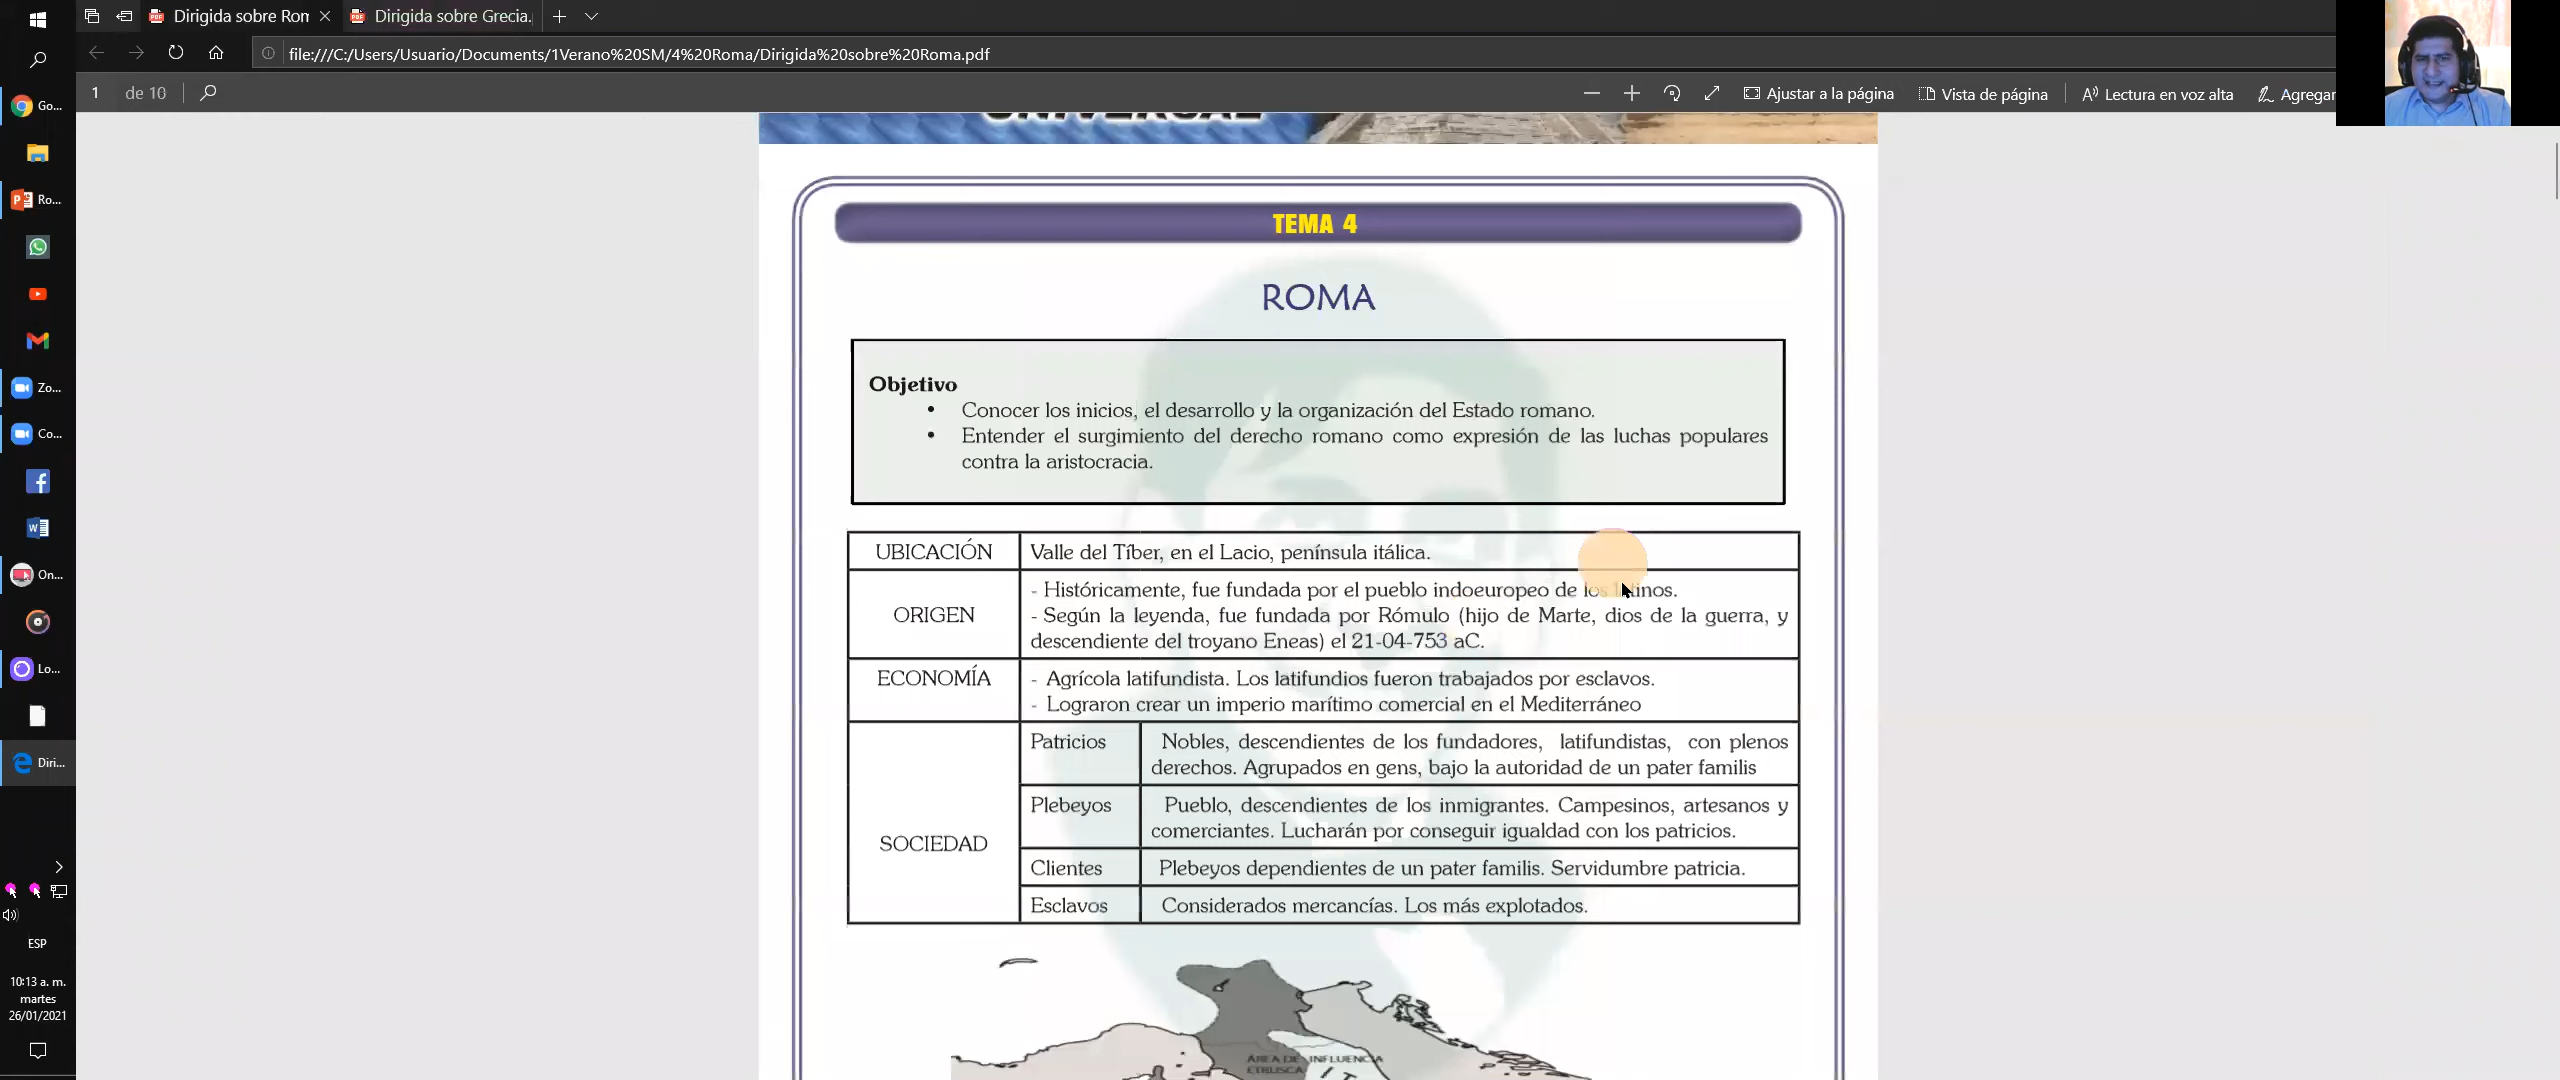 Dirigida sobre Rom
Dirigida sobre Grecia.
file:///C:/Users/Usuario/Documents/1Verano%20SM/4%20Roma/Dirigida%20sobre%20Roma.pdf
1 de 10
Ajustar a la página
Vista de página
Lectura en voz alta
Agregar
Go...
Ro...
Zo...
Co...
On...
Lo...
Diri...
ESP
10:13 a. m.
martes
26/01/2021
UNIVERSAL
TEMA 4
ROMA
Objetivo
• Conocer los inicios, el desarrollo y la organización del Estado romano.
• Entender el surgimiento del derecho romano como expresión de las luchas populares
contra la aristocracia.
UBICACIÓN
Valle del Tíber, en el Lacio, península itálica.
ORIGEN
- Históricamente, fue fundada por el pueblo indoeuropeo de los latinos.
- Según la leyenda, fue fundada por Rómulo (hijo de Marte, dios de la guerra, y
descendiente del troyano Eneas) el 21-04-753 aC.
ECONOMÍA
- Agrícola latifundista. Los latifundios fueron trabajados por esclavos.
- Lograron crear un imperio marítimo comercial en el Mediterráneo
SOCIEDAD
Patricios
Nobles, descendientes de los fundadores, latifundistas, con plenos
derechos. Agrupados en gens, bajo la autoridad de un pater familis
Plebeyos
Pueblo, descendientes de los inmigrantes. Campesinos, artesanos y
comerciantes. Lucharán por conseguir igualdad con los patricios.
Clientes
Plebeyos dependientes de un pater familis. Servidumbre patricia.
Esclavos
Considerados mercancías. Los más explotados.
ÁREA DE INFLUENCIA
ETRUSCA